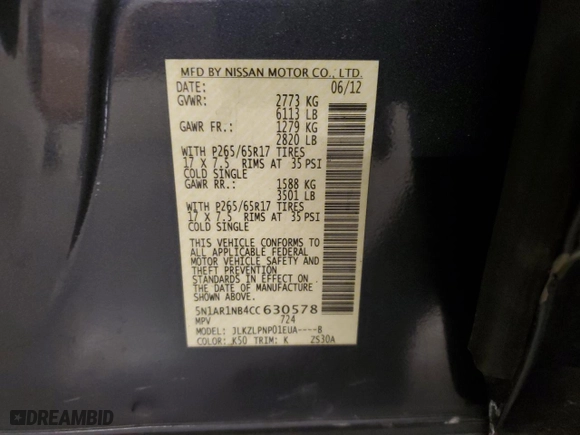 MFD BY NISSAN MOTOR CO., LTD.
DATE: 06/12
GVWR: 2773 KG
6113 LB
GAWR FR.: 1279 KG
2820 LB
WITH P265/65R17 TIRES
17 X 7.5 RIMS AT 35 PSI
COLD SINGLE
GAWR RR.: 1588 KG
3501 LB
WITH P265/65R17 TIRES
17 X 7.5 RIMS AT 35 PSI
COLD SINGLE
THIS VEHICLE CONFORMS TO
ALL APPLICABLE FEDERAL
MOTOR VEHICLE SAFETY AND
THEFT PREVENTION
STANDARDS IN EFFECT ON
THE DATE OF MANUFACTURE
SHOWN ABOVE.
5N1AR1NB4CC630578
MPV 724
MODEL: JLKZLPNP01EUA----B
COLOR: K50 TRIM: K ZS30A
DREAMBID